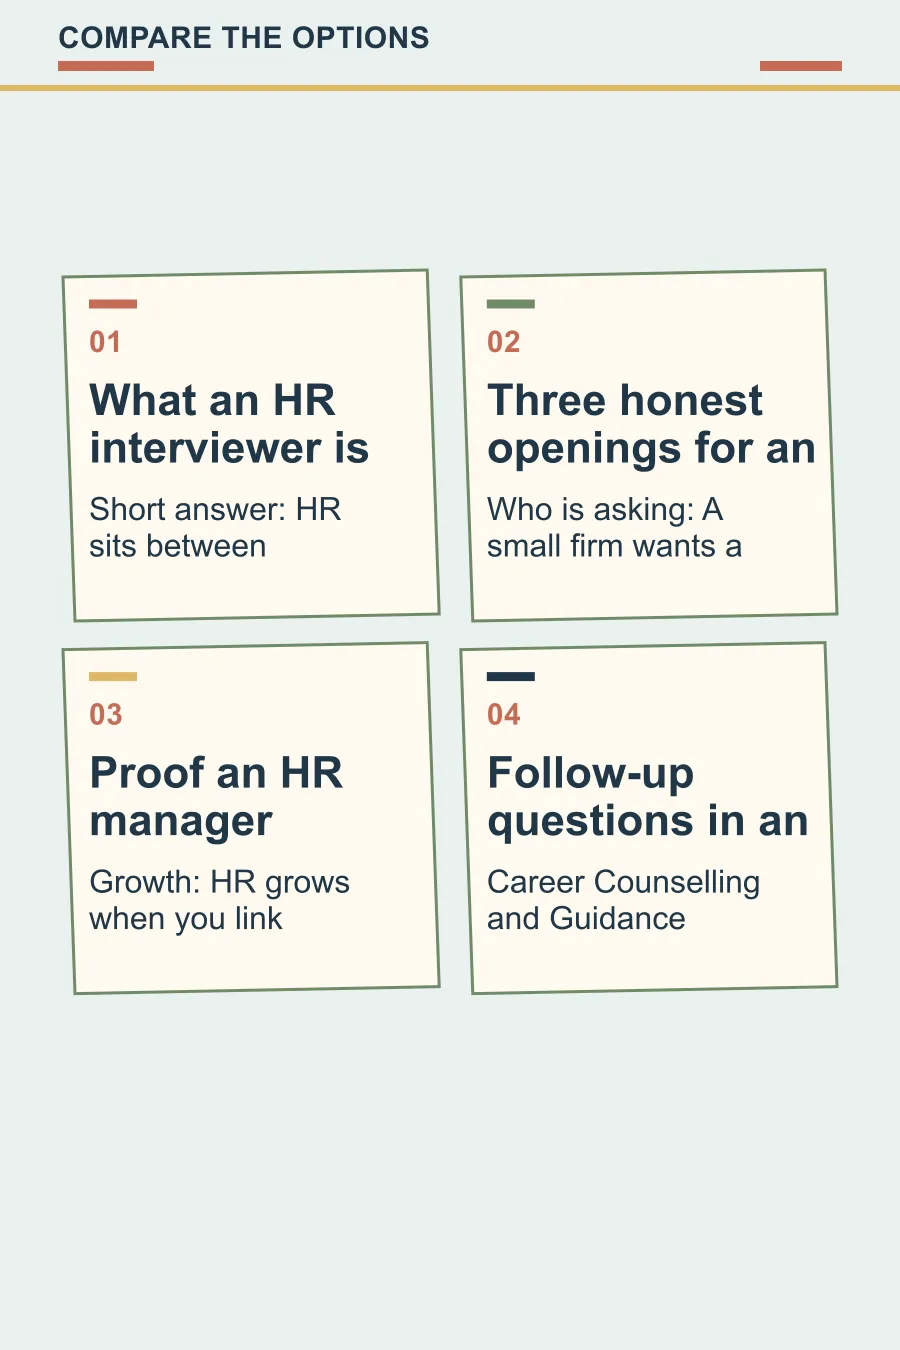 COMPARE THE OPTIONS
01
What an HR
interviewer is
Short answer: HR
sits between
02
Three honest
openings for an
Who is asking: A
small firm wants a
03
Proof an HR
manager
Growth: HR grows
when you link
04
Follow-up
questions in an
Career Counselling
and Guidance